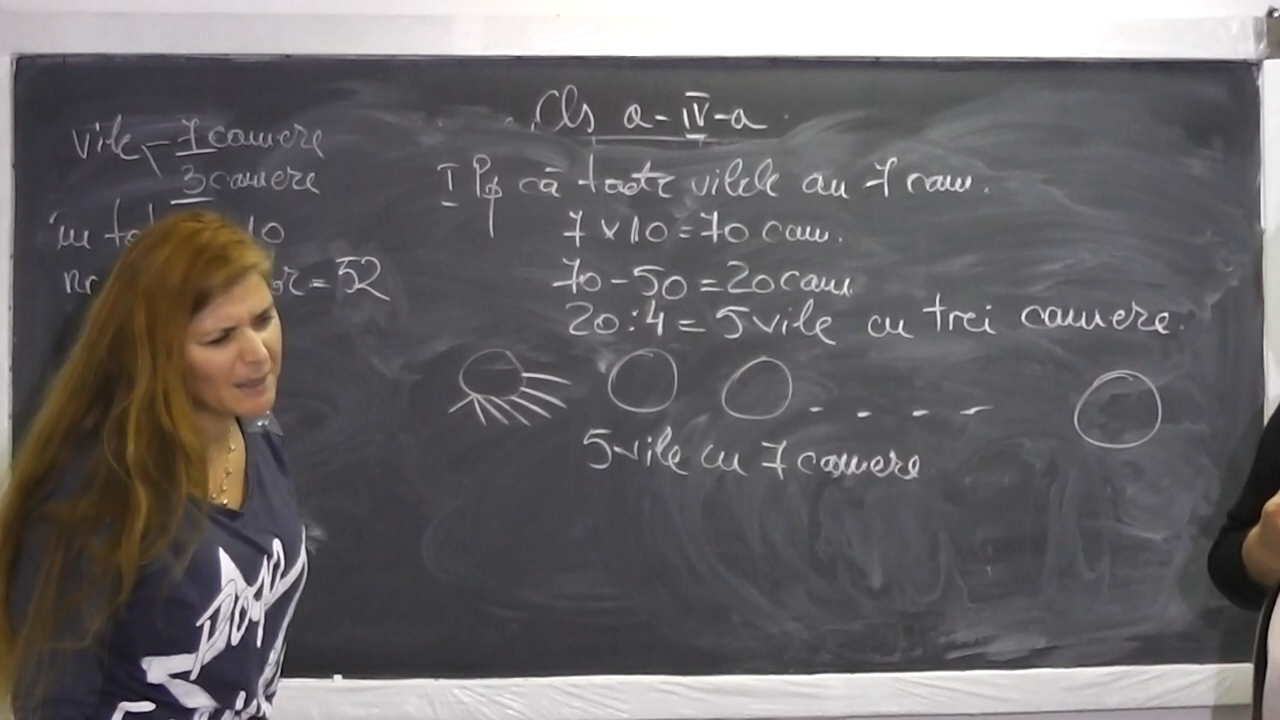 Cls a-IV-a
vile 7 camere
3 camere
în 10
nr = 52
I Pp că toate vilele au 7 cam.
7 x 10 = 70 cam.
70 - 50 = 20 cam
20 : 4 = 5 vile cu trei camere.
5 vile cu 7 camere